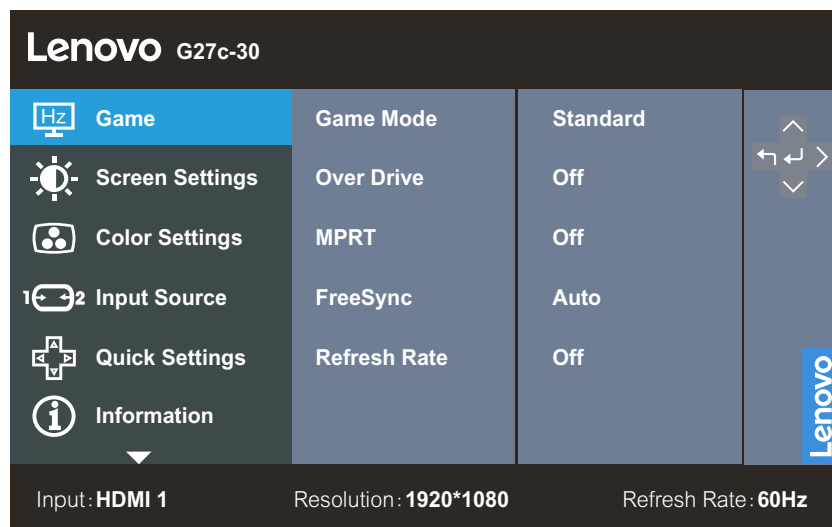 Lenovo G27c-30
Hz Game Game Mode Standard
Screen Settings Over Drive Off
Color Settings MPRT Off
1 2 Input Source FreeSync Auto
Quick Settings Refresh Rate Off
i Information
Lenovo
Input: HDMI 1 Resolution: 1920*1080 Refresh Rate: 60Hz